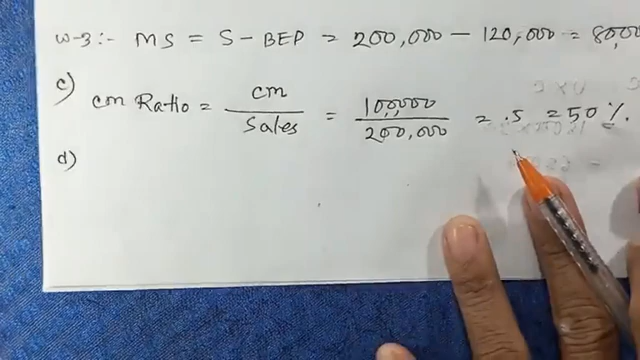 W-3:- MS = S - BEP = 200,000 - 120,000 = 80,000
c) cm Ratio = cm / Sales = 100,000 / 200,000 = .5 = 50%.
d)